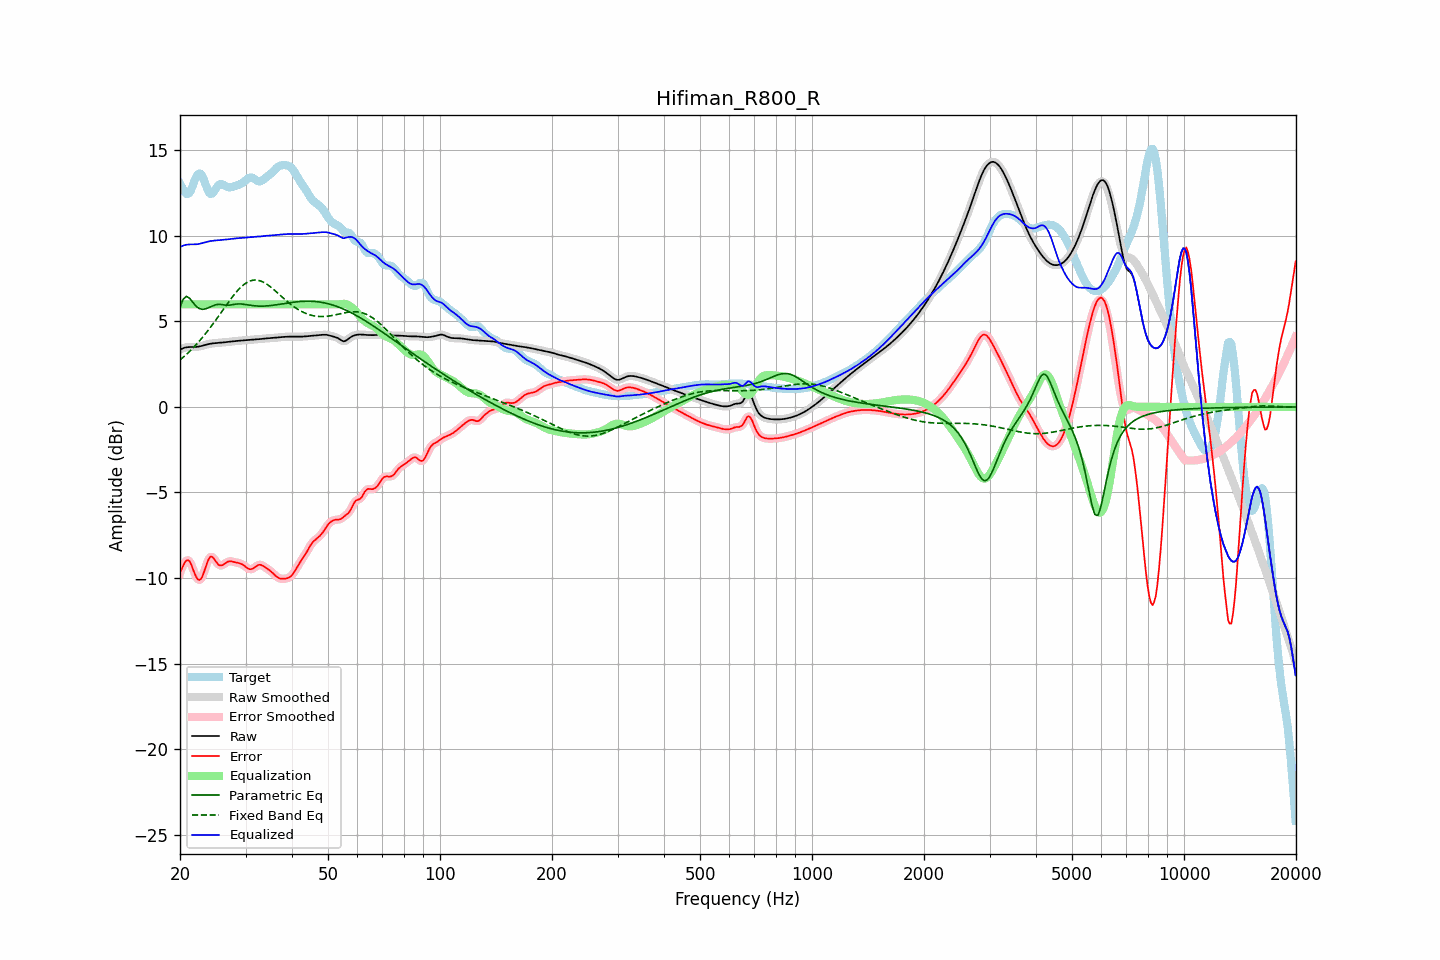 Hifiman_R800_R
15
10
5
0
−5
−10
−15
−20
−25
Amplitude (dBr)
Target
Raw Smoothed
Error Smoothed
Raw
Error
Equalization
Parametric Eq
Fixed Band Eq
Equalized
20 50 100 200 500 1000 2000 5000 10000 20000
Frequency (Hz)